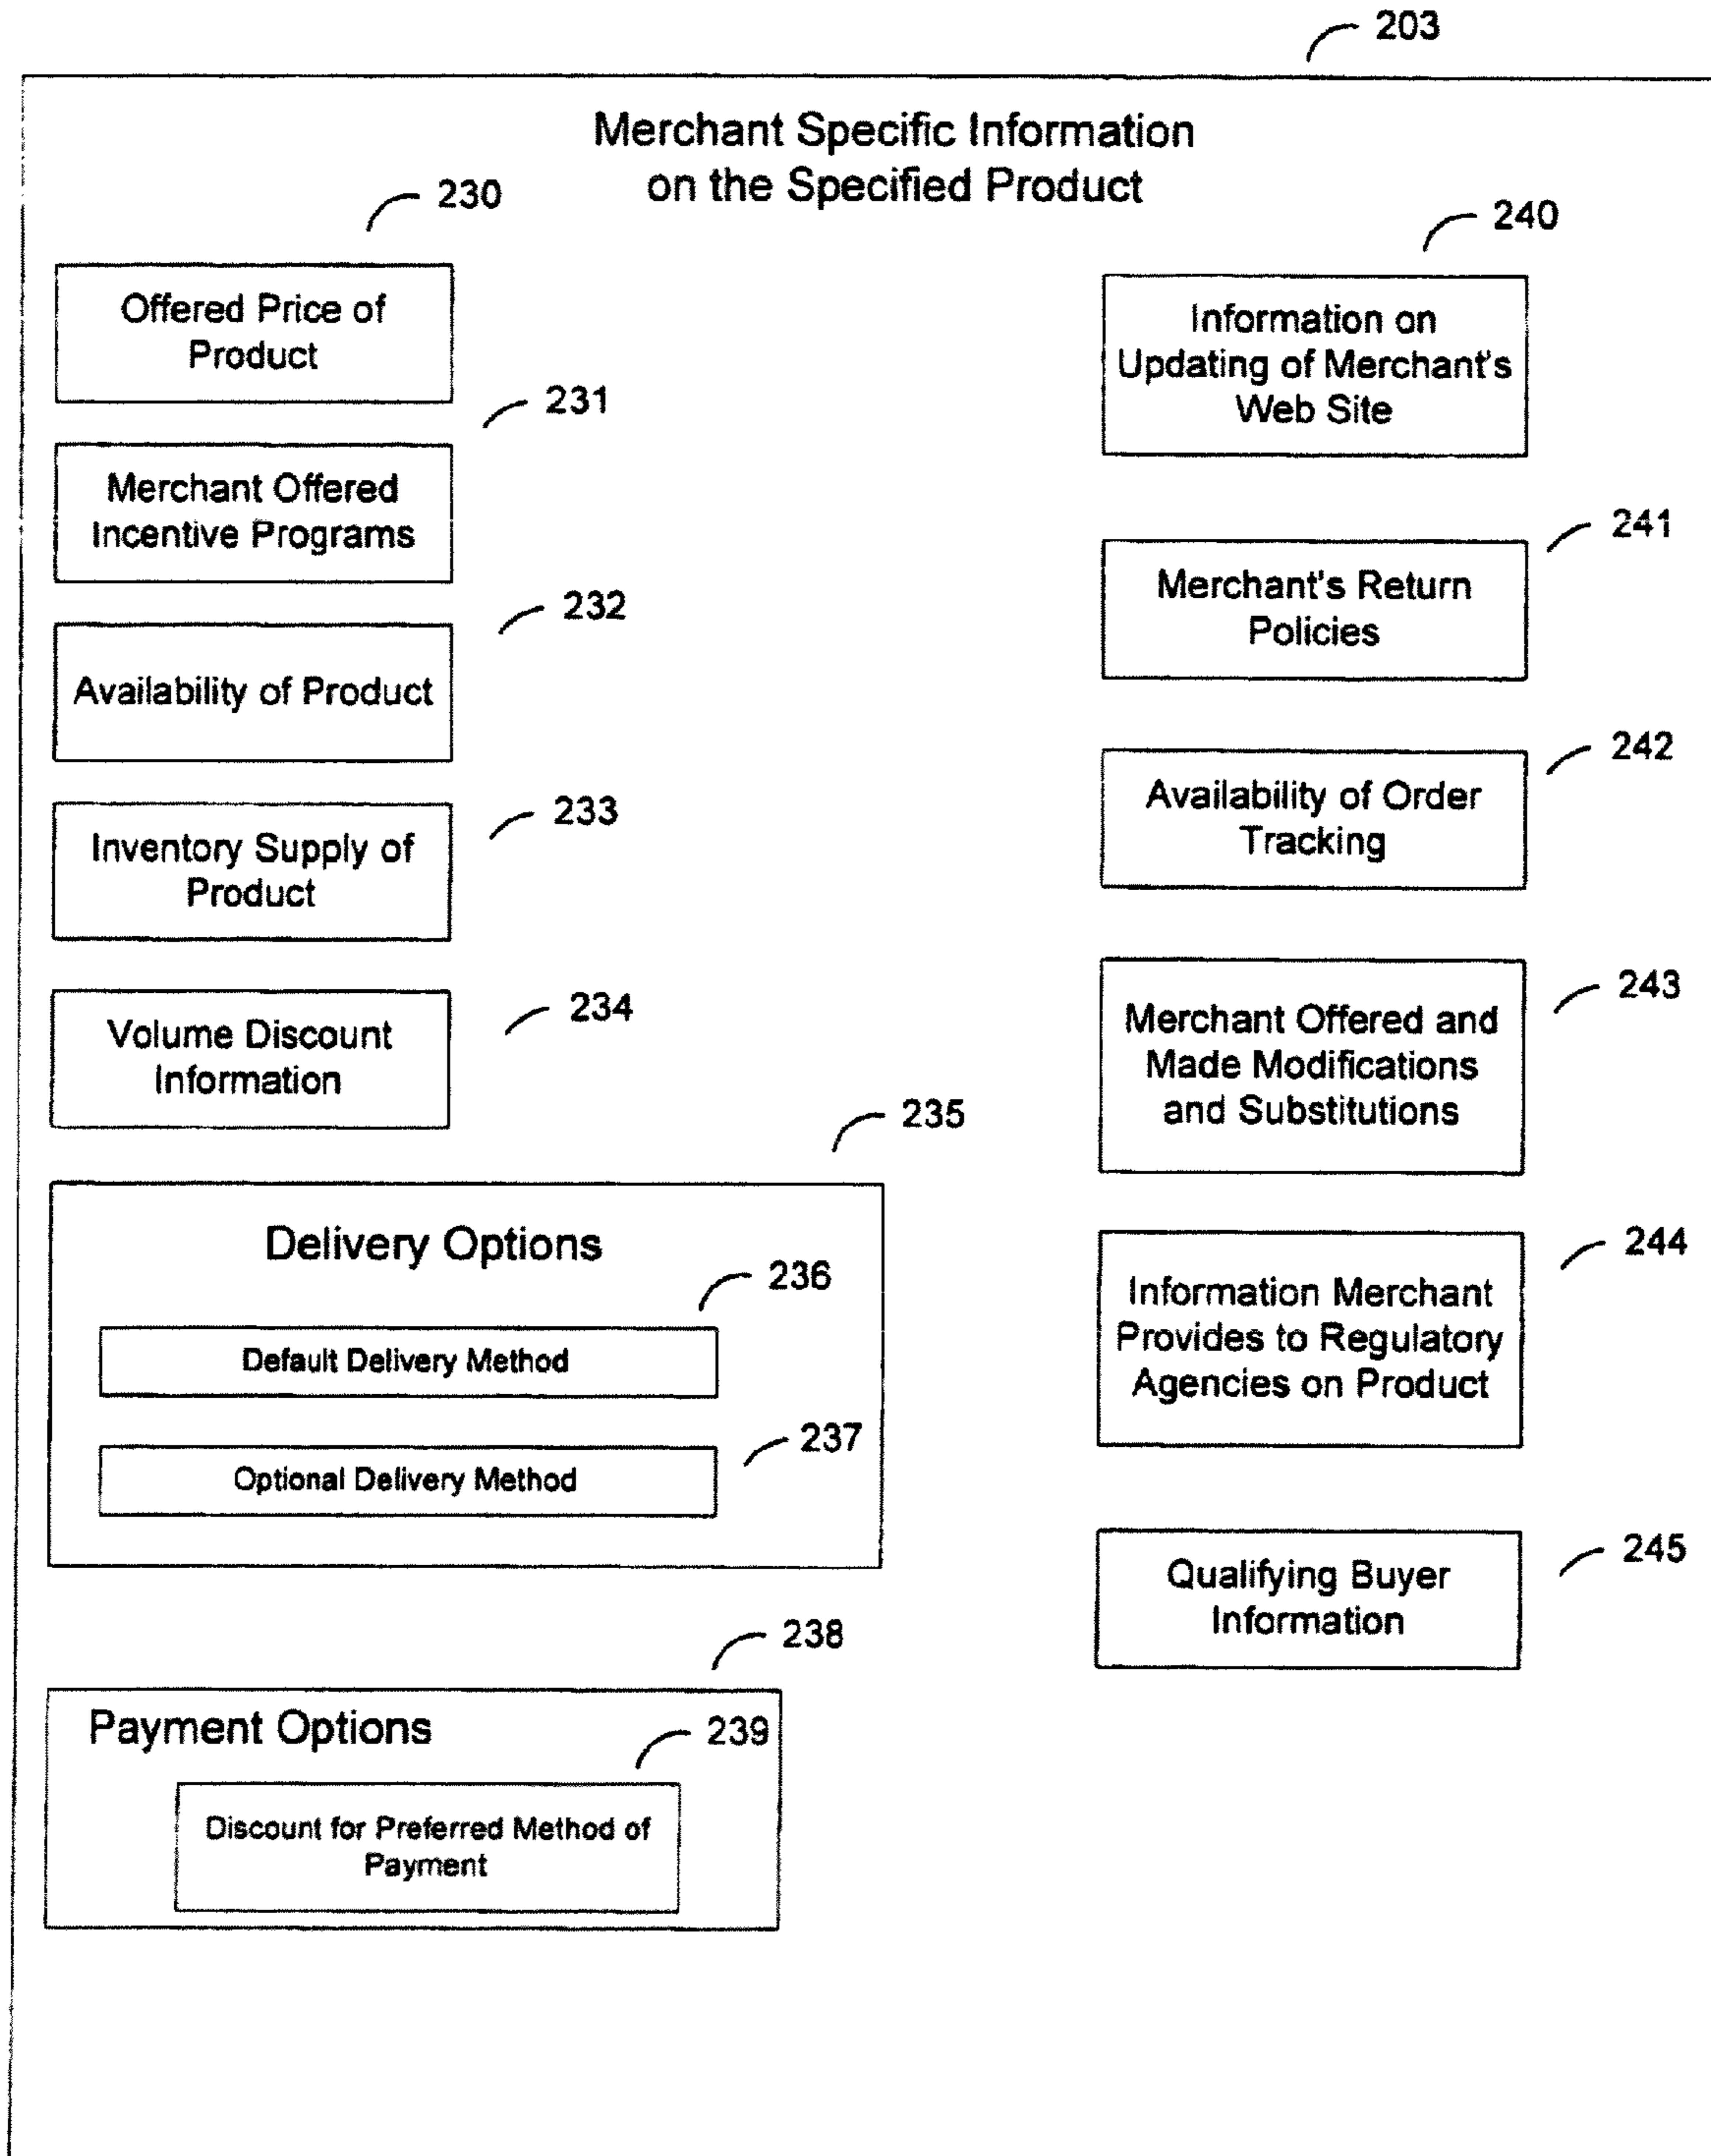 203
Merchant Specific Information
on the Specified Product
230
Offered Price of
Product
231
Merchant Offered
Incentive Programs
232
Availability of Product
233
Inventory Supply of
Product
234
Volume Discount
Information
235
Delivery Options
236
Default Delivery Method
237
Optional Delivery Method
238
Payment Options
239
Discount for Preferred Method of
Payment
240
Information on
Updating of Merchant's
Web Site
241
Merchant's Return
Policies
242
Availability of Order
Tracking
243
Merchant Offered and
Made Modifications
and Substitutions
244
Information Merchant
Provides to Regulatory
Agencies on Product
245
Qualifying Buyer
Information